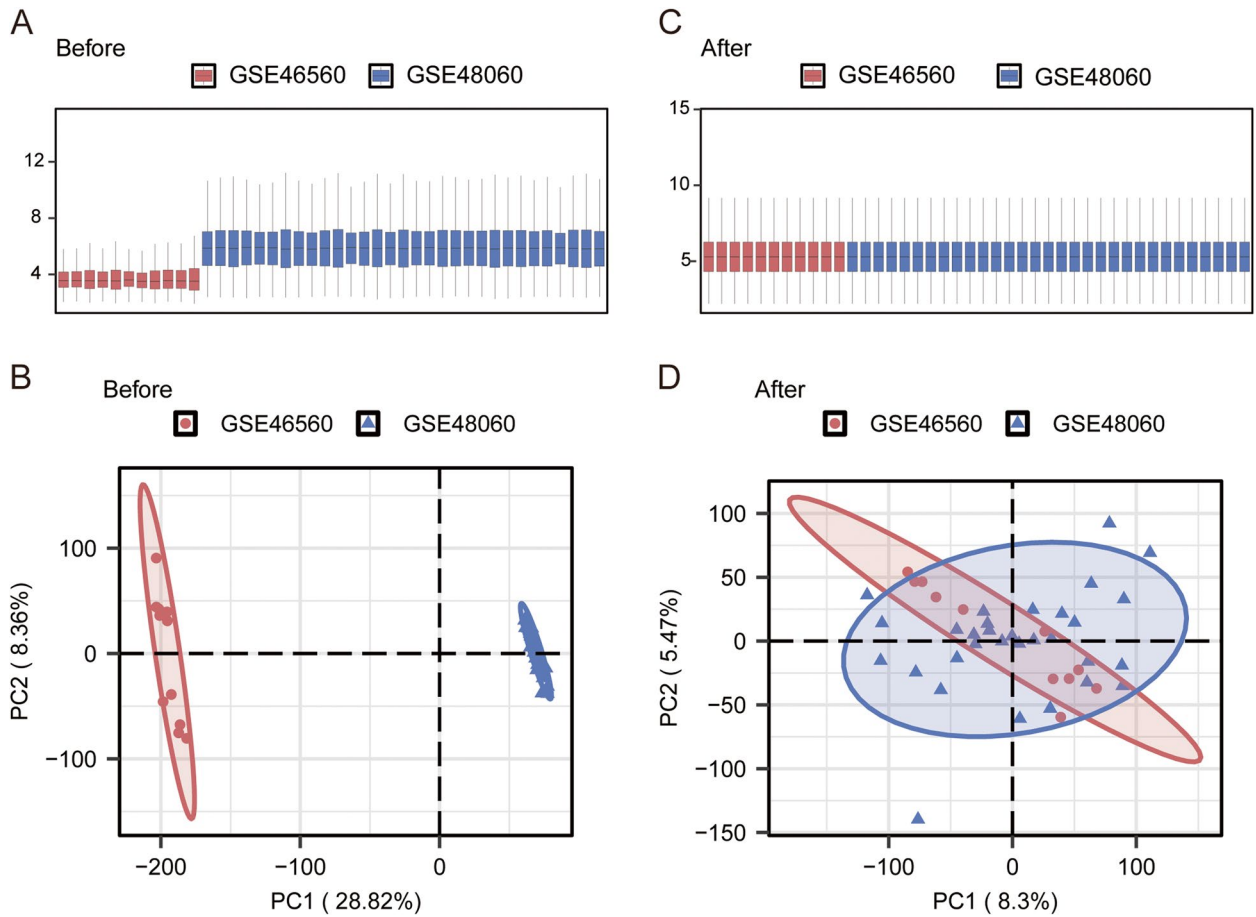 A
Before
GSE46560 GSE48060
12
8
4
C
After
GSE46560 GSE48060
15
10
5
B
Before
GSE46560 GSE48060
PC2 ( 8.36%)
100
0
−100
−200 −100 0
PC1 ( 28.82%)
D
After
GSE46560 GSE48060
PC2 ( 5.47%)
100
50
0
−50
−100
−150
−100 0 100
PC1 ( 8.3%)